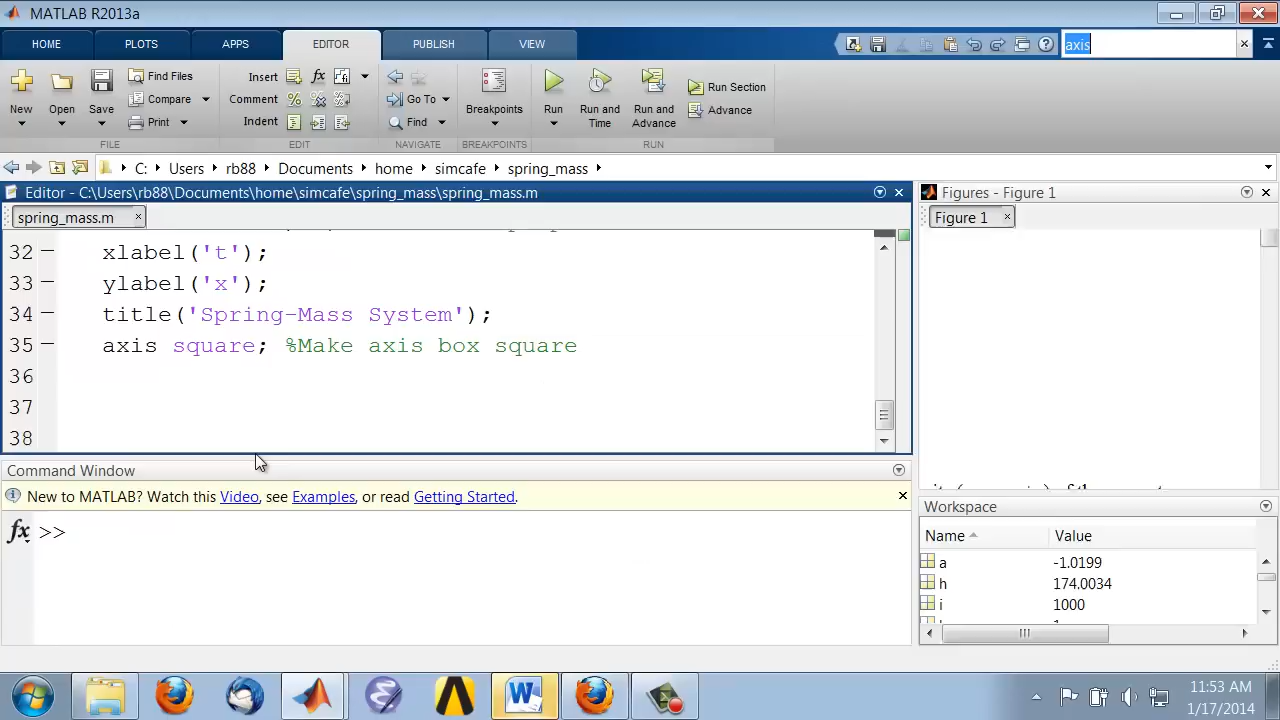 MATLAB R2013a
HOME PLOTS APPS EDITOR PUBLISH VIEW axis
New Open Save Find Files Compare Print
Insert fx
Comment % %
Indent
Go To Find
Breakpoints
Run Run and Time Run and Advance Run Section Advance
FILE EDIT NAVIGATE BREAKPOINTS RUN
C: Users rb88 Documents home simcafe spring_mass
Editor - C:\Users\rb88\Documents\home\simcafe\spring_mass\spring_mass.m
spring_mass.m
32 xlabel('t');
33 ylabel('x');
34 title('Spring-Mass System');
35 axis square; %Make axis box square
36
37
38
Command Window
New to MATLAB? Watch this Video, see Examples, or read Getting Started.
fx >>
Figures - Figure 1
Figure 1
Workspace
Name Value
a -1.0199
h 174.0034
i 1000
11:53 AM
1/17/2014